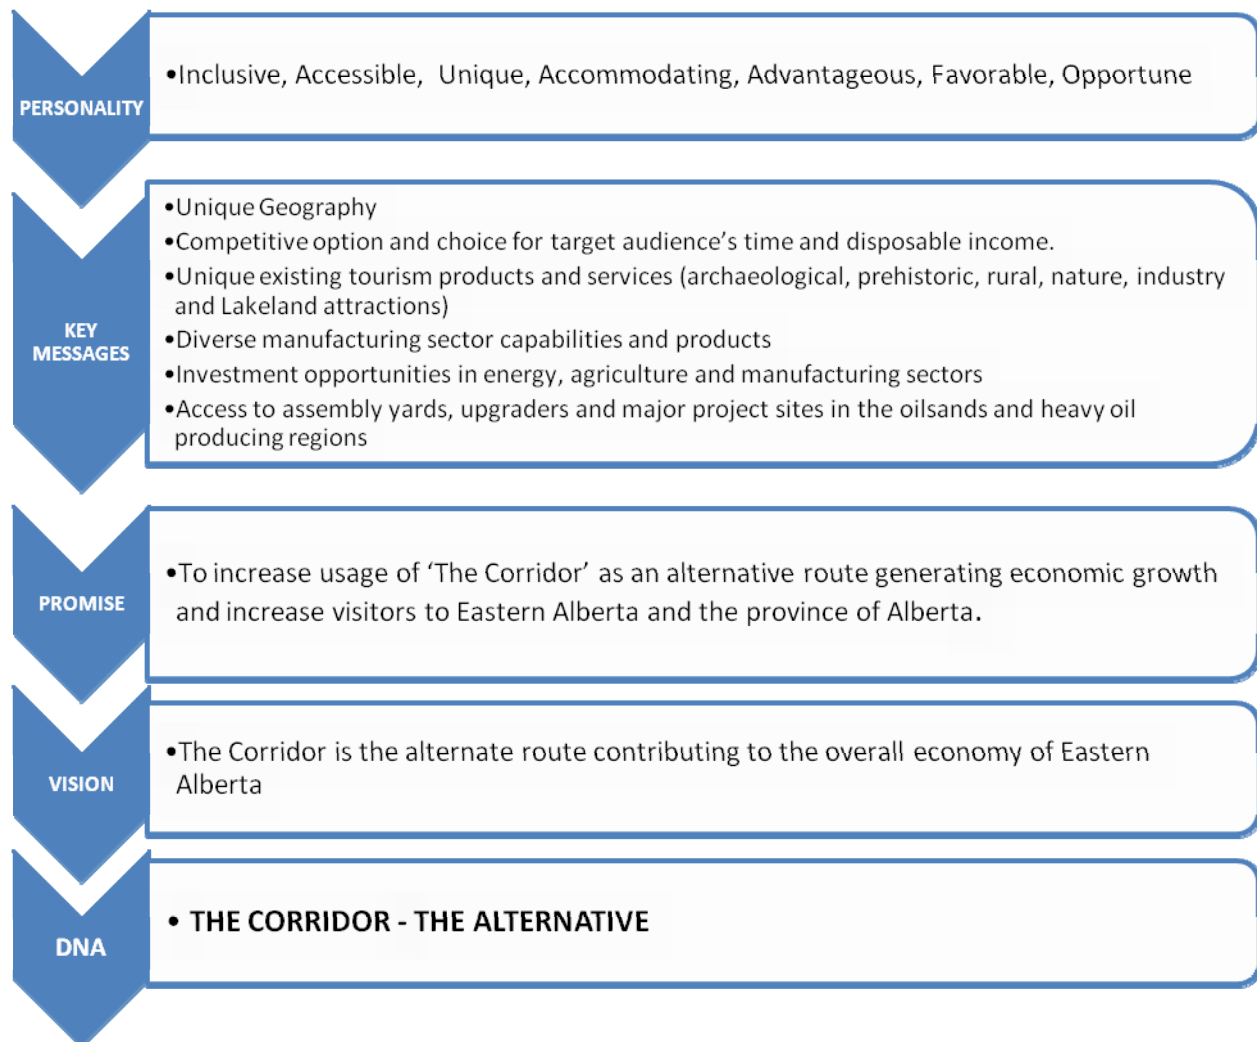 PERSONALITY
•Inclusive, Accessible, Unique, Accommodating, Advantageous, Favorable, Opportune
KEY
MESSAGES
•Unique Geography
•Competitive option and choice for target audience's time and disposable income.
•Unique existing tourism products and services (archaeological, prehistoric, rural, nature, industry
and Lakeland attractions)
•Diverse manufacturing sector capabilities and products
•Investment opportunities in energy, agriculture and manufacturing sectors
•Access to assembly yards, upgraders and major project sites in the oilsands and heavy oil
producing regions
PROMISE
•To increase usage of ‘The Corridor’ as an alternative route generating economic growth
and increase visitors to Eastern Alberta and the province of Alberta.
VISION
•The Corridor is the alternate route contributing to the overall economy of Eastern
Alberta
DNA
• THE CORRIDOR - THE ALTERNATIVE